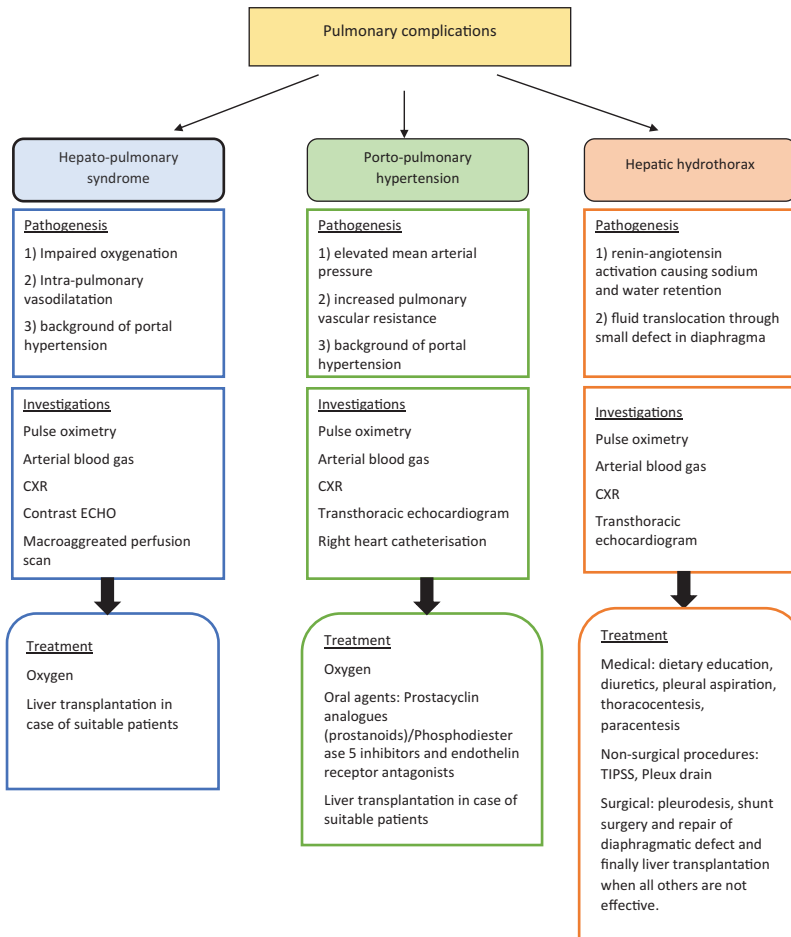 Pulmonary complications
Hepato-pulmonary
syndrome
Pathogenesis
1) Impaired oxygenation
2) Intra-pulmonary
vasodilatation
3) background of portal
hypertension
Investigations
Pulse oximetry
Arterial blood gas
CXR
Contrast ECHO
Macroaggreated perfusion
scan
Treatment
Oxygen
Liver transplantation in
case of suitable patients
Porto-pulmonary
hypertension
Pathogenesis
1) elevated mean arterial
pressure
2) increased pulmonary
vascular resistance
3) background of portal
hypertension
Investigations
Pulse oximetry
Arterial blood gas
CXR
Transthoracic echocardiogram
Right heart catheterisation
Treatment
Oxygen
Oral agents: Prostacyclin
analogues
(prostanoids)/Phosphodiester
ase 5 inhibitors and endothelin
receptor antagonists
Liver transplantation in case of
suitable patients
Hepatic hydrothorax
Pathogenesis
1) renin-angiotensin
activation causing sodium
and water retention
2) fluid translocation through
small defect in diaphragma
Investigations
Pulse oximetry
Arterial blood gas
CXR
Transthoracic
echocardiogram
Treatment
Medical: dietary education,
diuretics, pleural aspiration,
thoracocentesis,
paracentesis
Non-surgical procedures:
TIPSS, Pleux drain
Surgical: pleurodesis, shunt
surgery and repair of
diaphragmatic defect and
finally liver transplantation
when all others are not
effective.